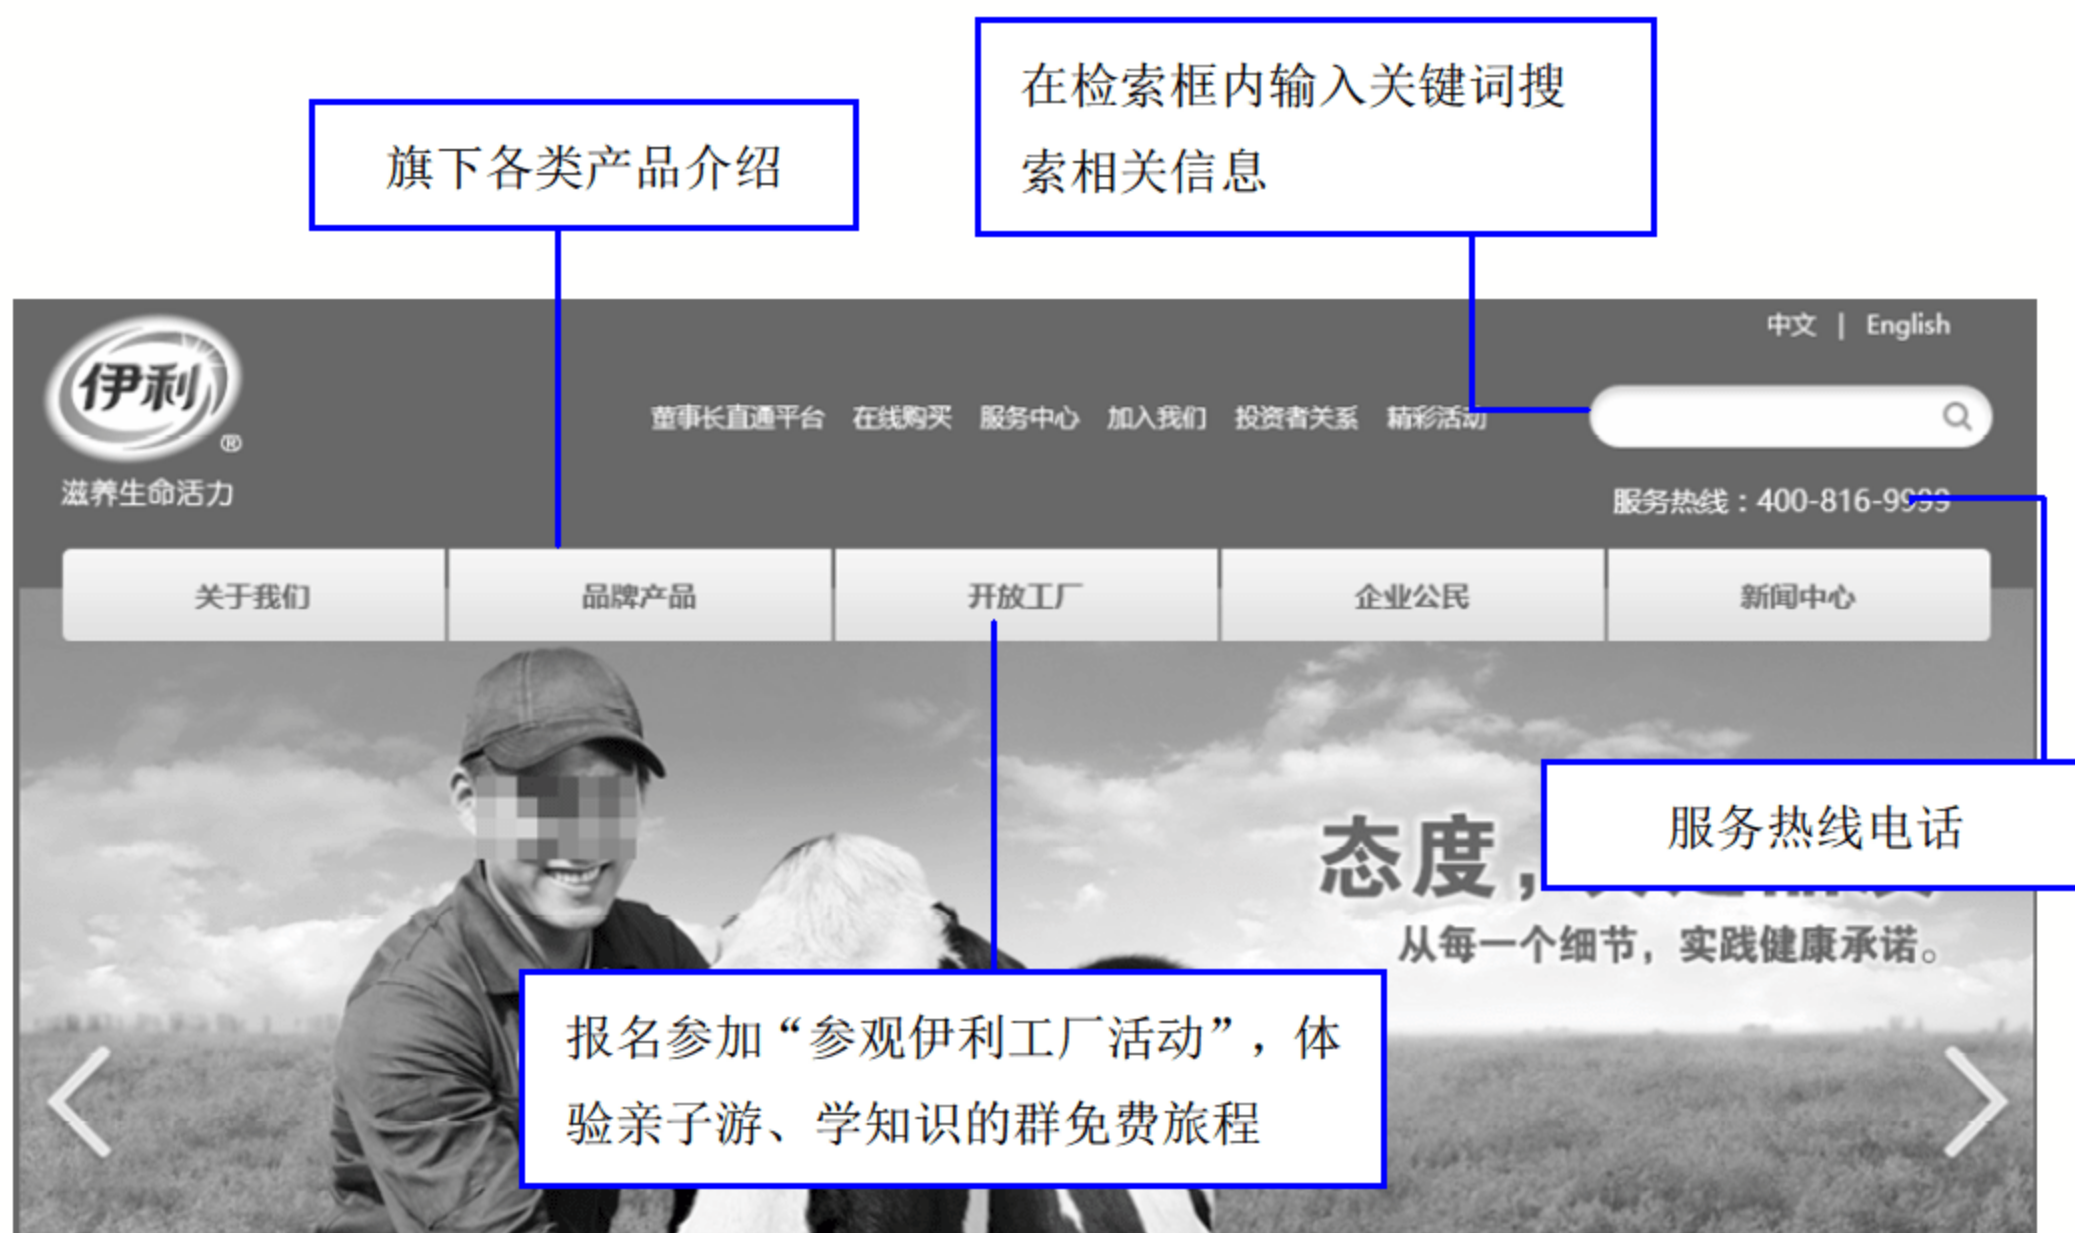 在检索框内输入关键词搜
索相关信息
旗下各类产品介绍
中文 | English
伊利
®
滋养生命活力
董事长直通平台 在线购买 服务中心 加入我们 投资者关系 精彩活动
服务热线：400-816-9999
关于我们 品牌产品 开放工厂 企业公民 新闻中心
服务热线电话
态度，
从每一个细节，实践健康承诺。
报名参加“参观伊利工厂活动”，体
验亲子游、学知识的群免费旅程